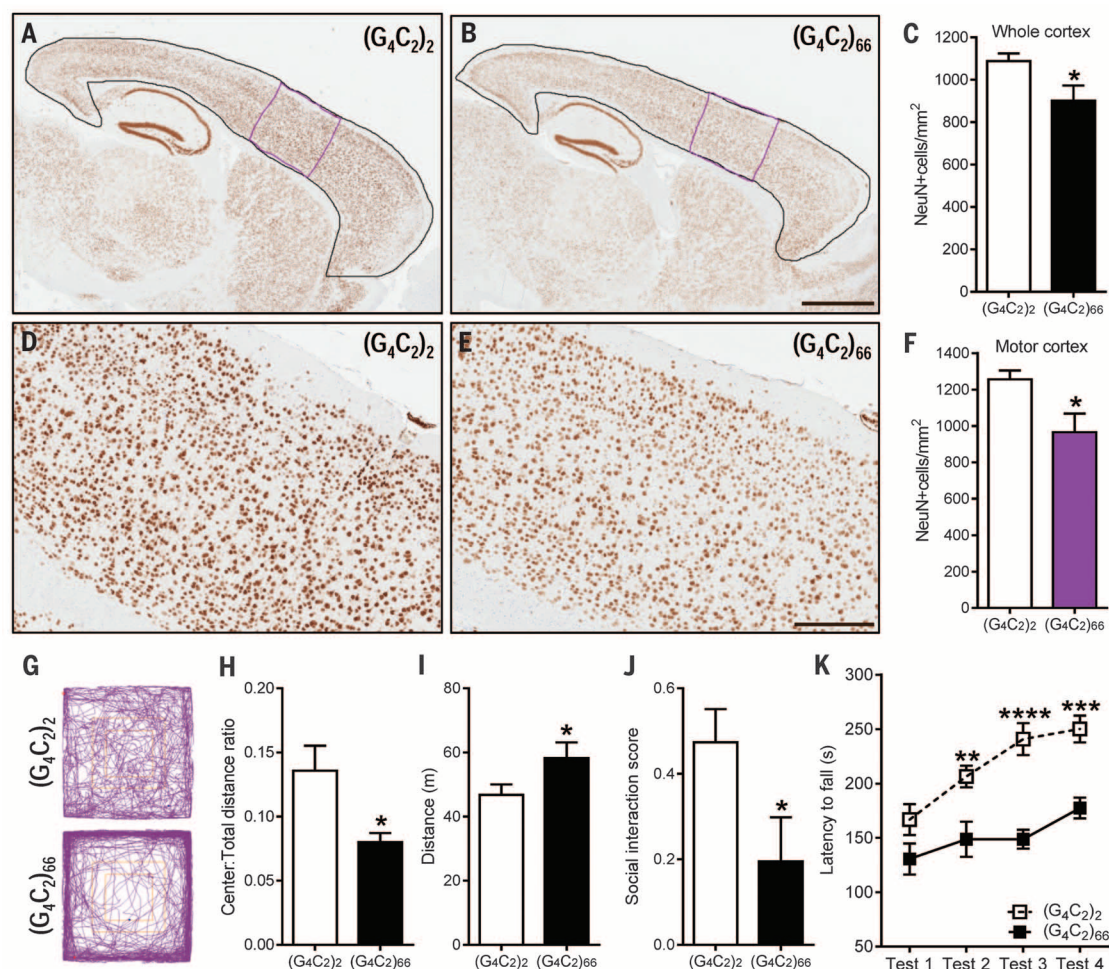 A
(G4C2)2
B
(G4C2)66
C
Whole cortex
NeuN+cells/mm2
1200
1000
800
600
400
200
0
*
(G4C2)2
(G4C2)66
D
(G4C2)2
E
(G4C2)66
F
Motor cortex
NeuN+cells/mm2
1400
1200
1000
800
600
400
200
0
*
(G4C2)2
(G4C2)66
G
(G4C2)2
(G4C2)66
H
Center:Total distance ratio
0.20
0.15
0.10
0.05
0.00
*
(G4C2)2
(G4C2)66
I
Distance (m)
80
60
40
20
0
*
(G4C2)2
(G4C2)66
J
Social interaction score
0.6
0.4
0.2
0.0
*
(G4C2)2
(G4C2)66
K
Latency to fall (s)
300
250
200
150
100
50
**
****
***
(G4C2)2
(G4C2)66
Test 1 Test 2 Test 3 Test 4